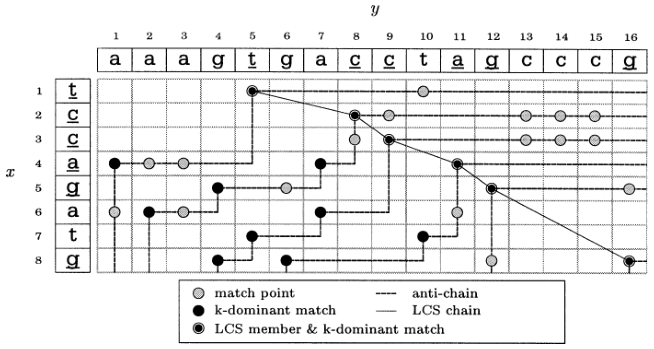 y
1 2 3 4 5 6 7 8 9 10 11 12 13 14 15 16
a a a g t g a c c t a g c c c g
1 t
2 c
3 c
x
4 a
5 g
6 a
7 t
8 g
match point anti-chain
k-dominant match LCS chain
LCS member & k-dominant match